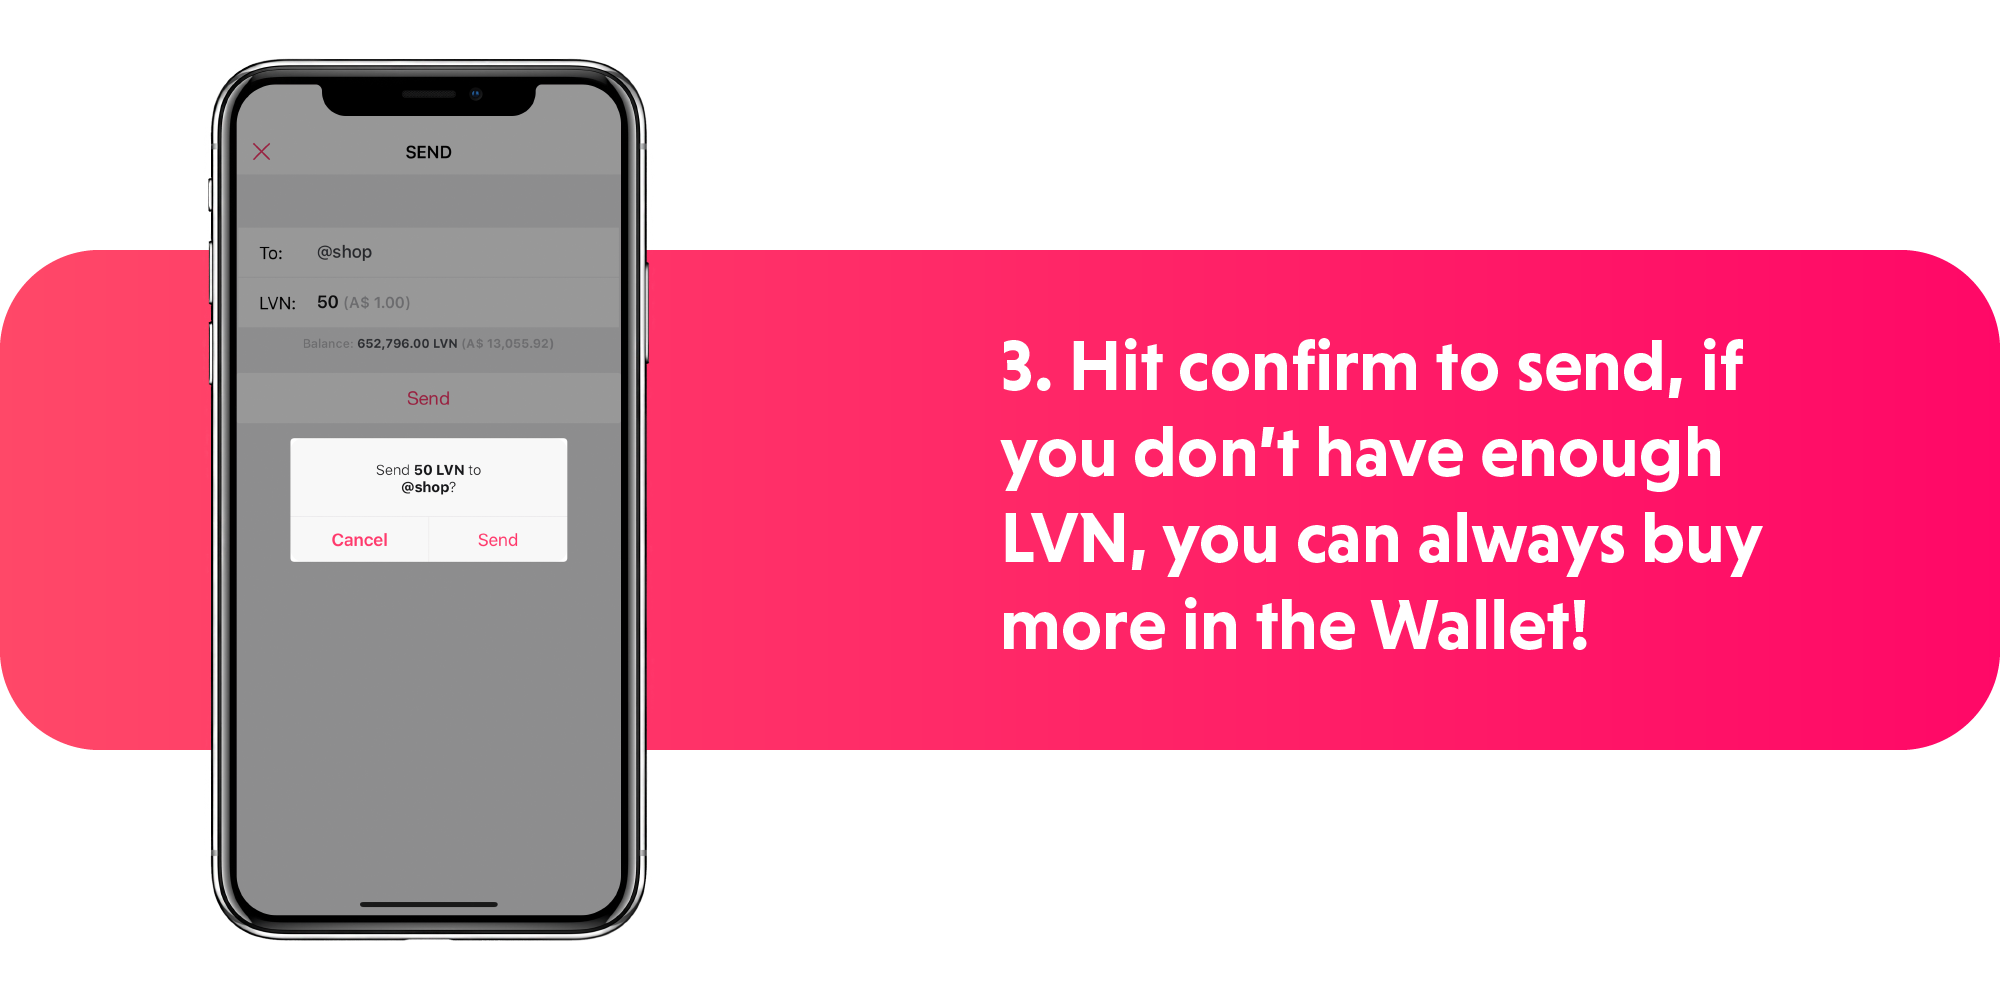 SEND
To: @shop
LVN: 50 (A$ 1.00)
Balance: 652,796.00 LVN (A$ 13,055.92)
Send
Send 50 LVN to
@shop?
Cancel Send
3. Hit confirm to send, if
you don't have enough
LVN, you can always buy
more in the Wallet!